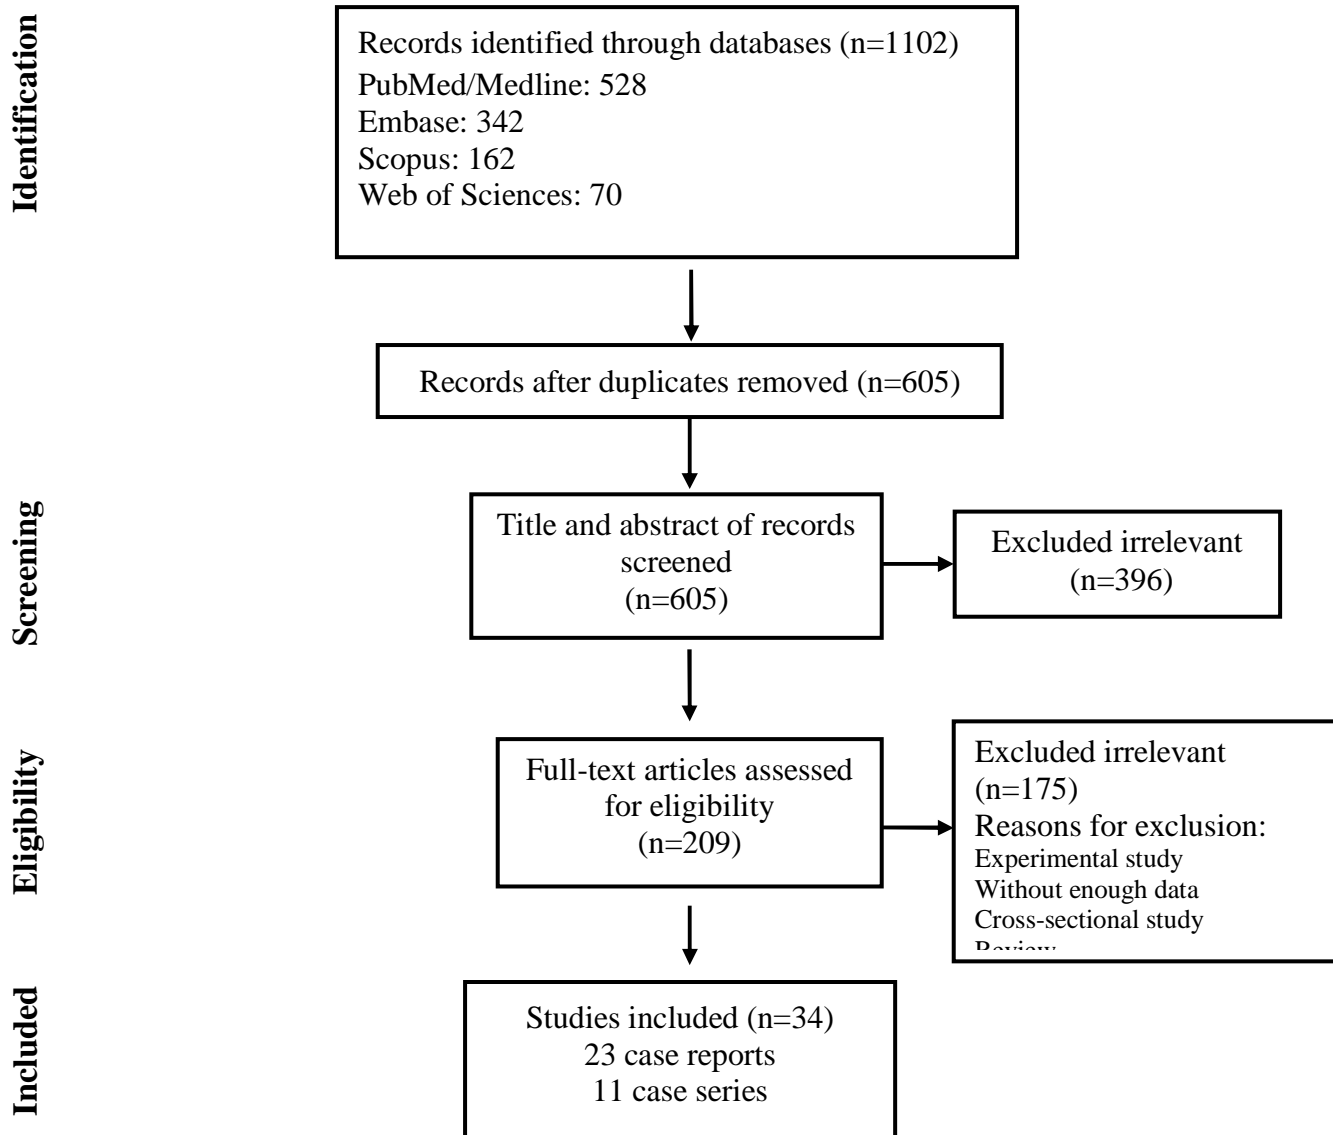 Identification
Records identified through databases (n=1102)
PubMed/Medline: 528
Embase: 342
Scopus: 162
Web of Sciences: 70
Records after duplicates removed (n=605)
Screening
Title and abstract of records
screened
(n=605)
Excluded irrelevant
(n=396)
Eligibility
Full-text articles assessed
for eligibility
(n=209)
Excluded irrelevant
(n=175)
Reasons for exclusion:
Experimental study
Without enough data
Cross-sectional study
Review
Included
Studies included (n=34)
23 case reports
11 case series